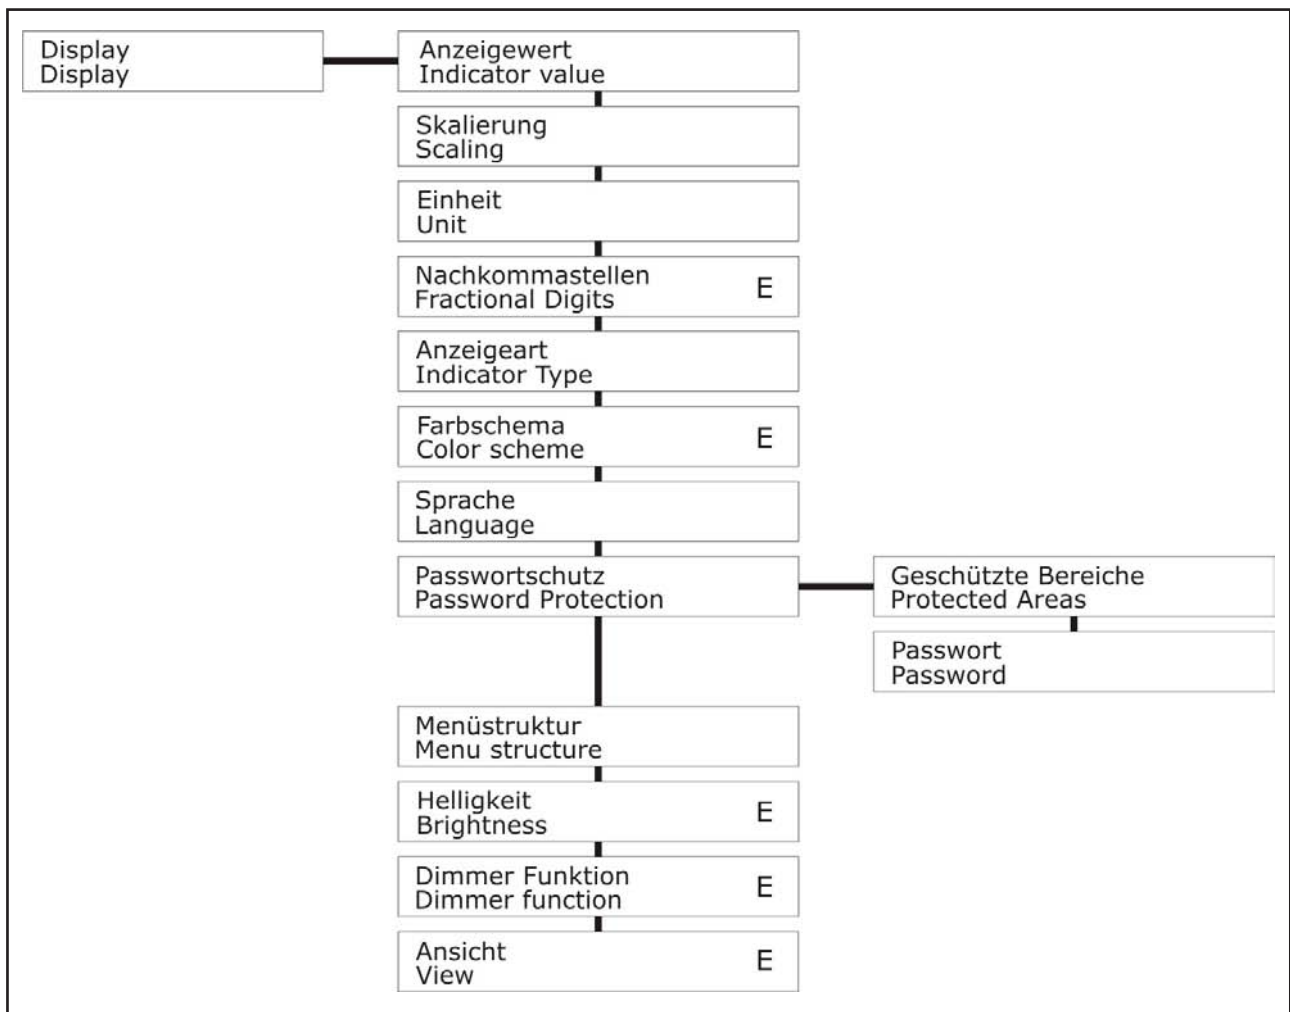 Display
Display
Anzeigewert
Indicator value
Skalierung
Scaling
Einheit
Unit
Nachkommastellen
Fractional Digits
E
Anzeigeart
Indicator Type
Farbschema
Color scheme
E
Sprache
Language
Passwortschutz
Password Protection
Geschützte Bereiche
Protected Areas
Passwort
Password
Menüstruktur
Menu structure
Helligkeit
Brightness
E
Dimmer Funktion
Dimmer function
E
Ansicht
View
E